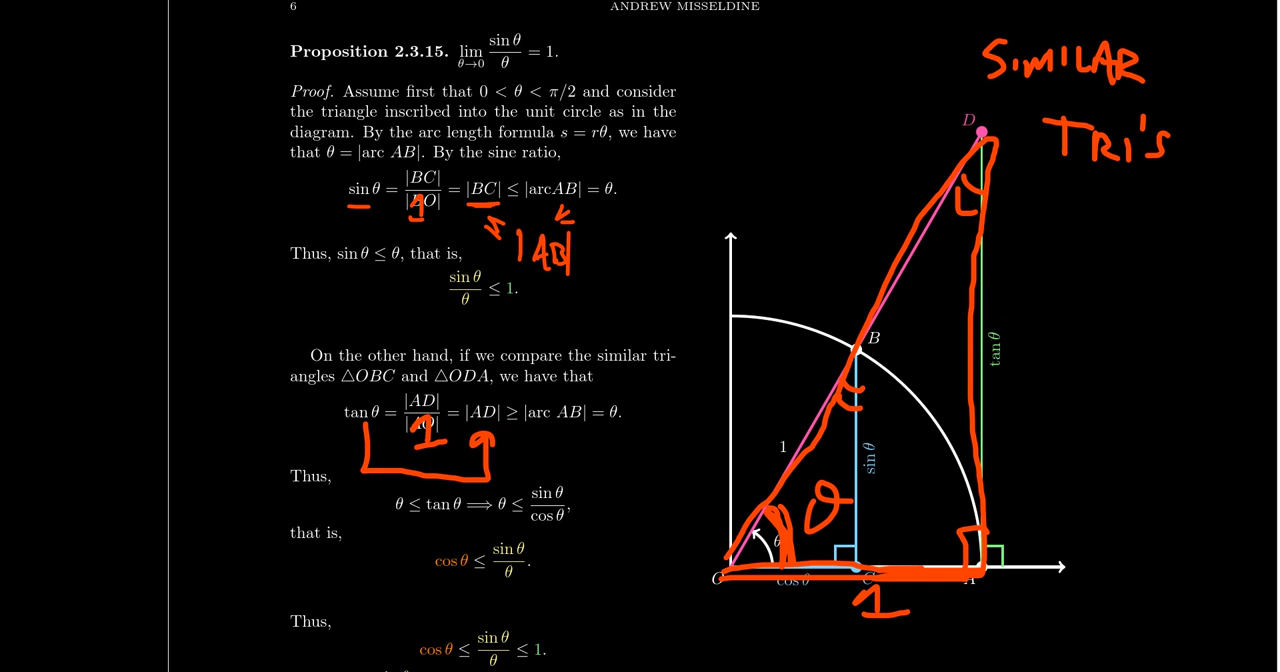 6 ANDREW MISSELDINE
Proposition 2.3.15. lim θ→0 sin θ / θ = 1.
Proof. Assume first that 0 < θ < π/2 and consider
the triangle inscribed into the unit circle as in the
diagram. By the arc length formula s = rθ, we have
that θ = |arc AB|. By the sine ratio,
sin θ = |BC| / |BO| = |BC| ≤ |arcAB| = θ.
1
|AB|
Thus, sin θ ≤ θ, that is,
sin θ / θ ≤ 1.
On the other hand, if we compare the similar tri-
angles △OBC and △ODA, we have that
tan θ = |AD| / |AO| = |AD| ≥ |arc AB| = θ.
1
Thus,
θ ≤ tan θ ⟹ θ ≤ sin θ / cos θ,
that is,
cos θ ≤ sin θ / θ.
Thus,
cos θ ≤ sin θ / θ ≤ 1.
SIMILAR
TRI'S
D
B
tan θ
1
sin θ
θ
θ
O
cos θ
C
A
1